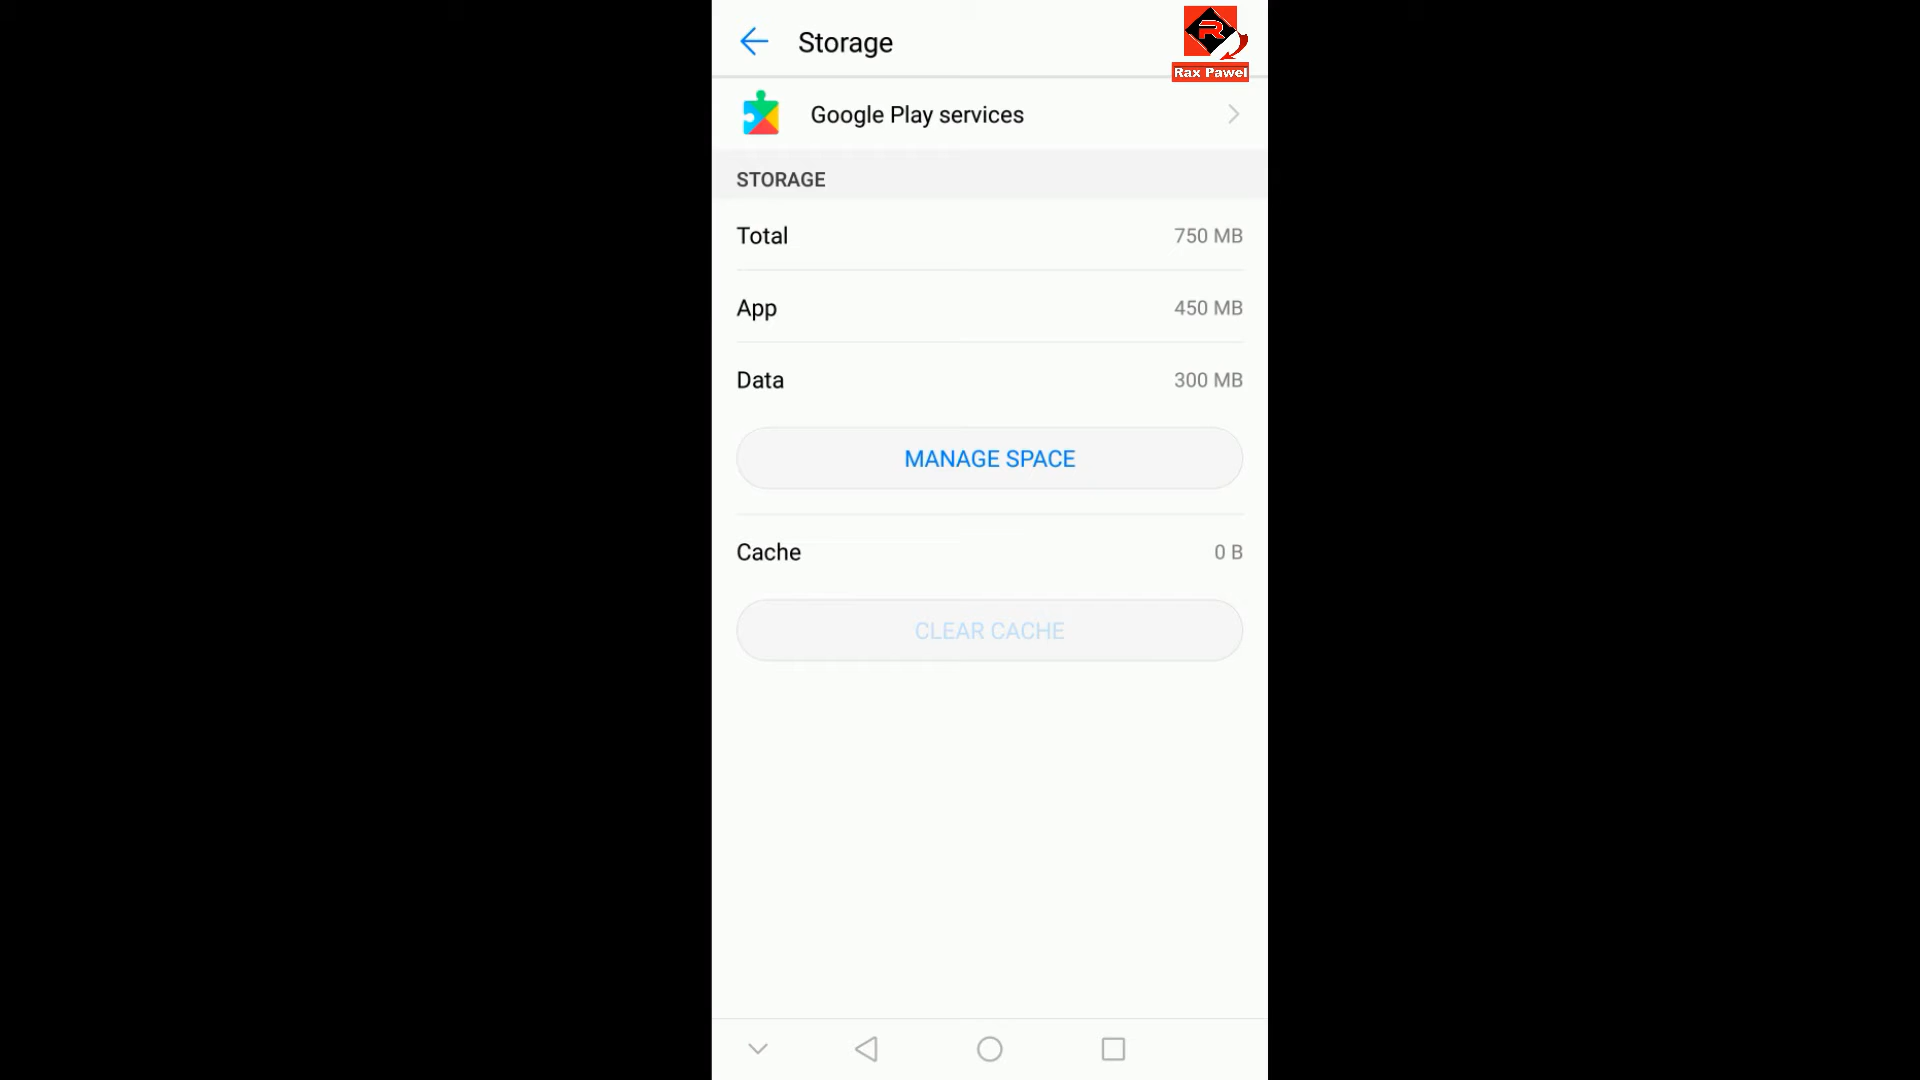 Storage
R
Rax Pawel
Google Play services
STORAGE
Total 750 MB
App 450 MB
Data 300 MB
MANAGE SPACE
Cache 0 B
CLEAR CACHE